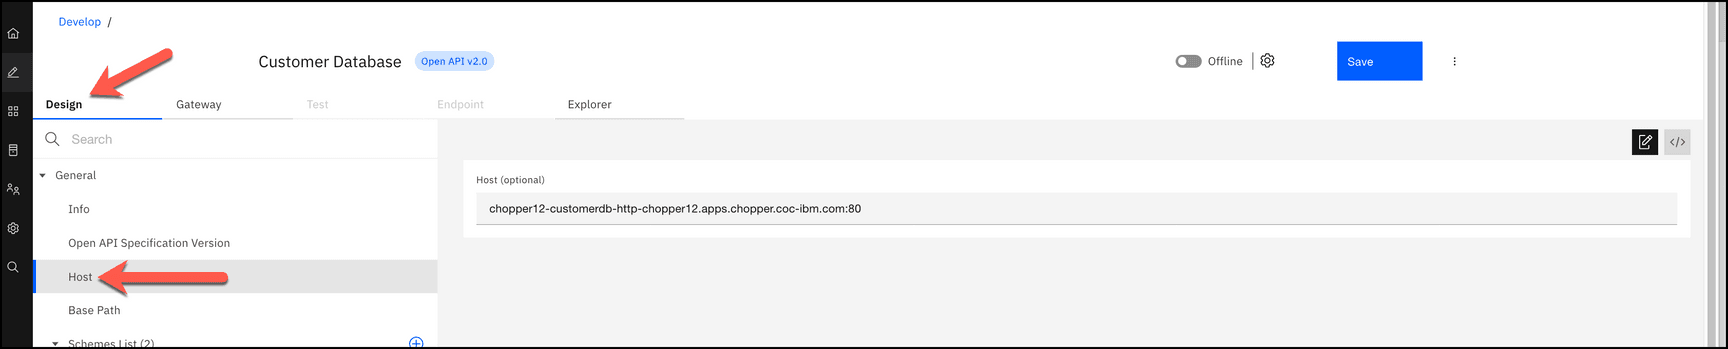 Develop /
Customer Database Open API v2.0 Offline Save
Design Gateway Test Endpoint Explorer
Search
General
Info
Open API Specification Version
Host
Base Path
Schemes List (2)
</>
Host (optional)
chopper12-customerdb-http-chopper12.apps.chopper.coc-ibm.com:80